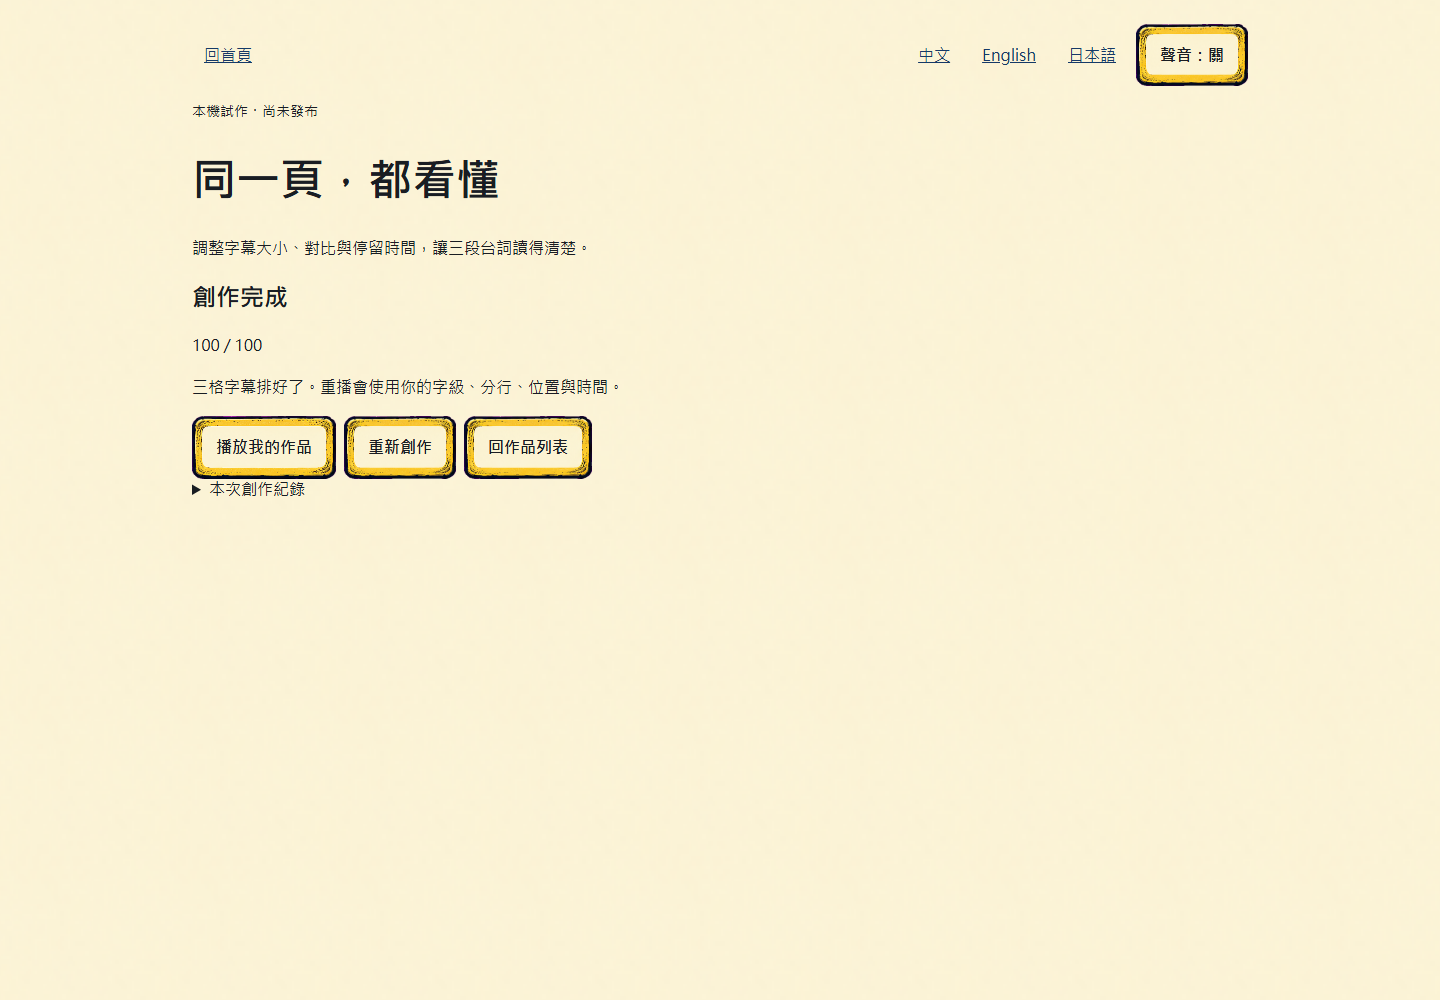 回首頁 中文 English 日本語 聲音：關
本機試作・尚未發布
同一頁，都看懂
調整字幕大小、對比與停留時間，讓三段台詞讀得清楚。
創作完成
100 / 100
三格字幕排好了。重播會使用你的字級、分行、位置與時間。
播放我的作品 重新創作 回作品列表
▶ 本次創作紀錄